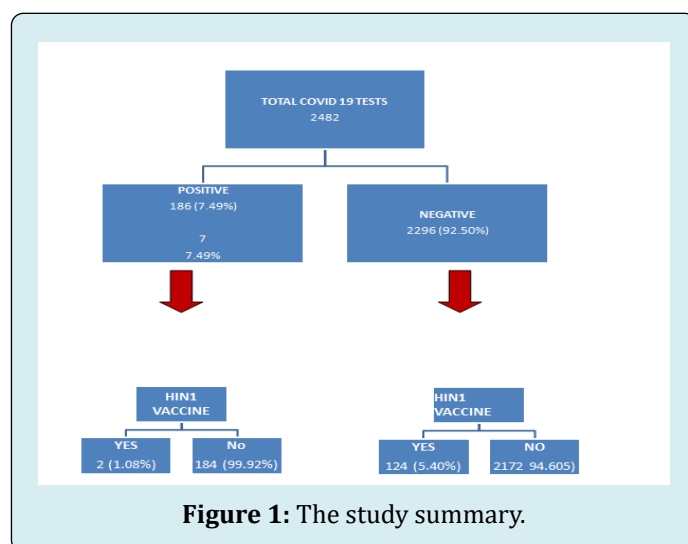 TOTAL COVID 19 TESTS
2482
POSITIVE
186 (7.49%)
7
7.49%
NEGATIVE
2296 (92.50%)
HIN1
VACCINE
YES
2 (1.08%)
No
184 (99.92%)
HIN1
VACCINE
YES
124 (5.40%)
NO
2172 94.605)
Figure 1: The study summary.